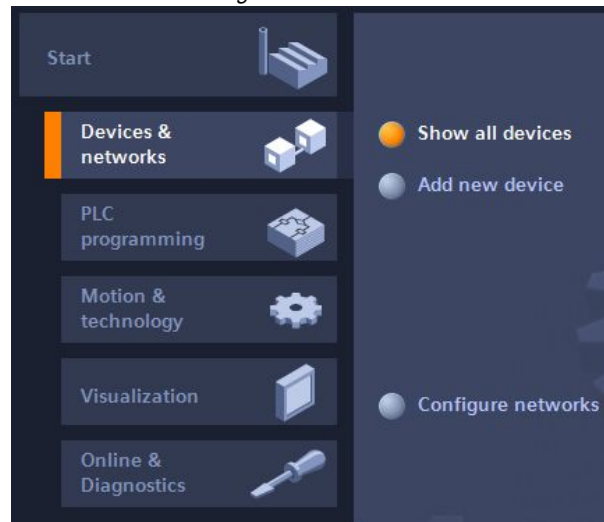 Start
Devices &
networks
PLC
programming
Motion &
technology
Visualization
Online &
Diagnostics
Show all devices
Add new device
Configure networks